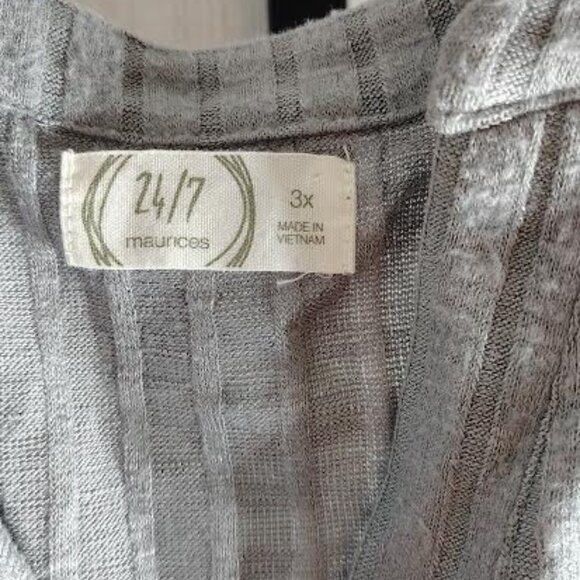 24/7
maurices
3x
MADE IN
VIETNAM